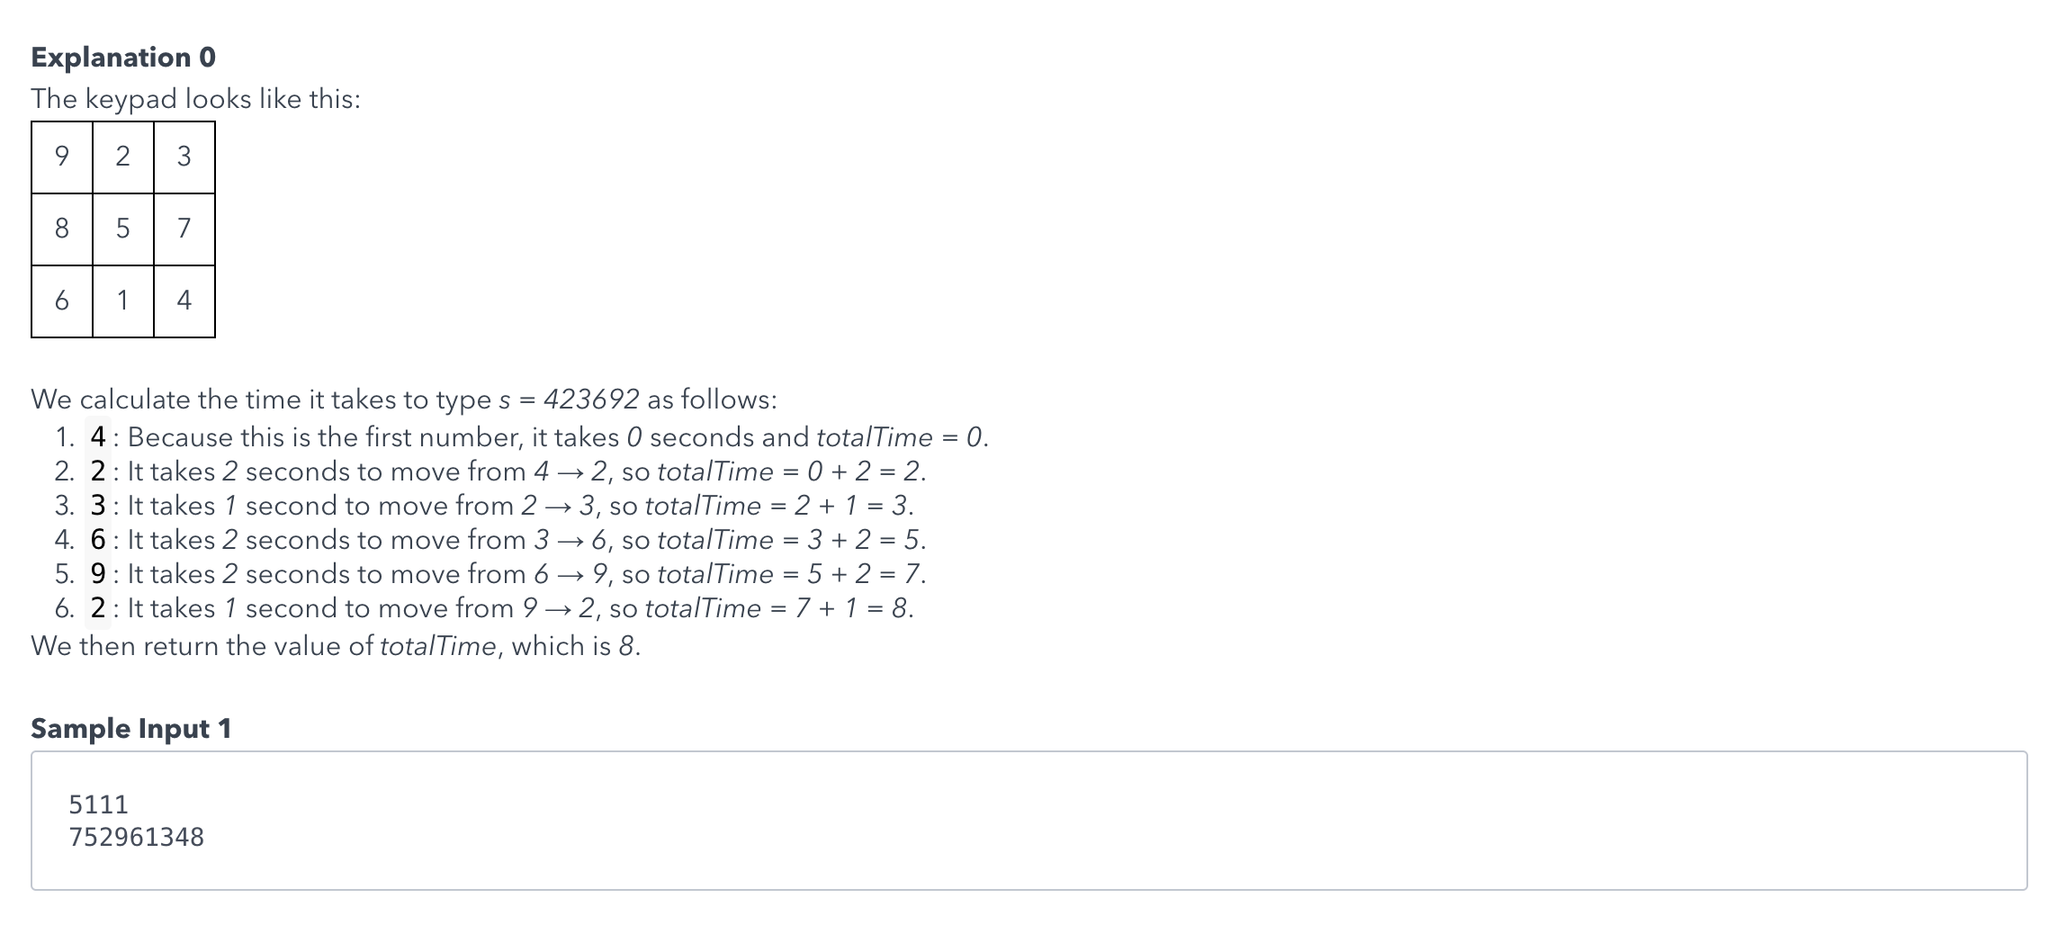 Explanation 0
The keypad looks like this:
9 2 3
8 5 7
6 1 4
We calculate the time it takes to type s = 423692 as follows:
1. 4 : Because this is the first number, it takes 0 seconds and totalTime = 0.
2. 2 : It takes 2 seconds to move from 4 → 2, so totalTime = 0 + 2 = 2.
3. 3 : It takes 1 second to move from 2 → 3, so totalTime = 2 + 1 = 3.
4. 6 : It takes 2 seconds to move from 3 → 6, so totalTime = 3 + 2 = 5.
5. 9 : It takes 2 seconds to move from 6 → 9, so totalTime = 5 + 2 = 7.
6. 2 : It takes 1 second to move from 9 → 2, so totalTime = 7 + 1 = 8.
We then return the value of totalTime, which is 8.
Sample Input 1
5111
752961348